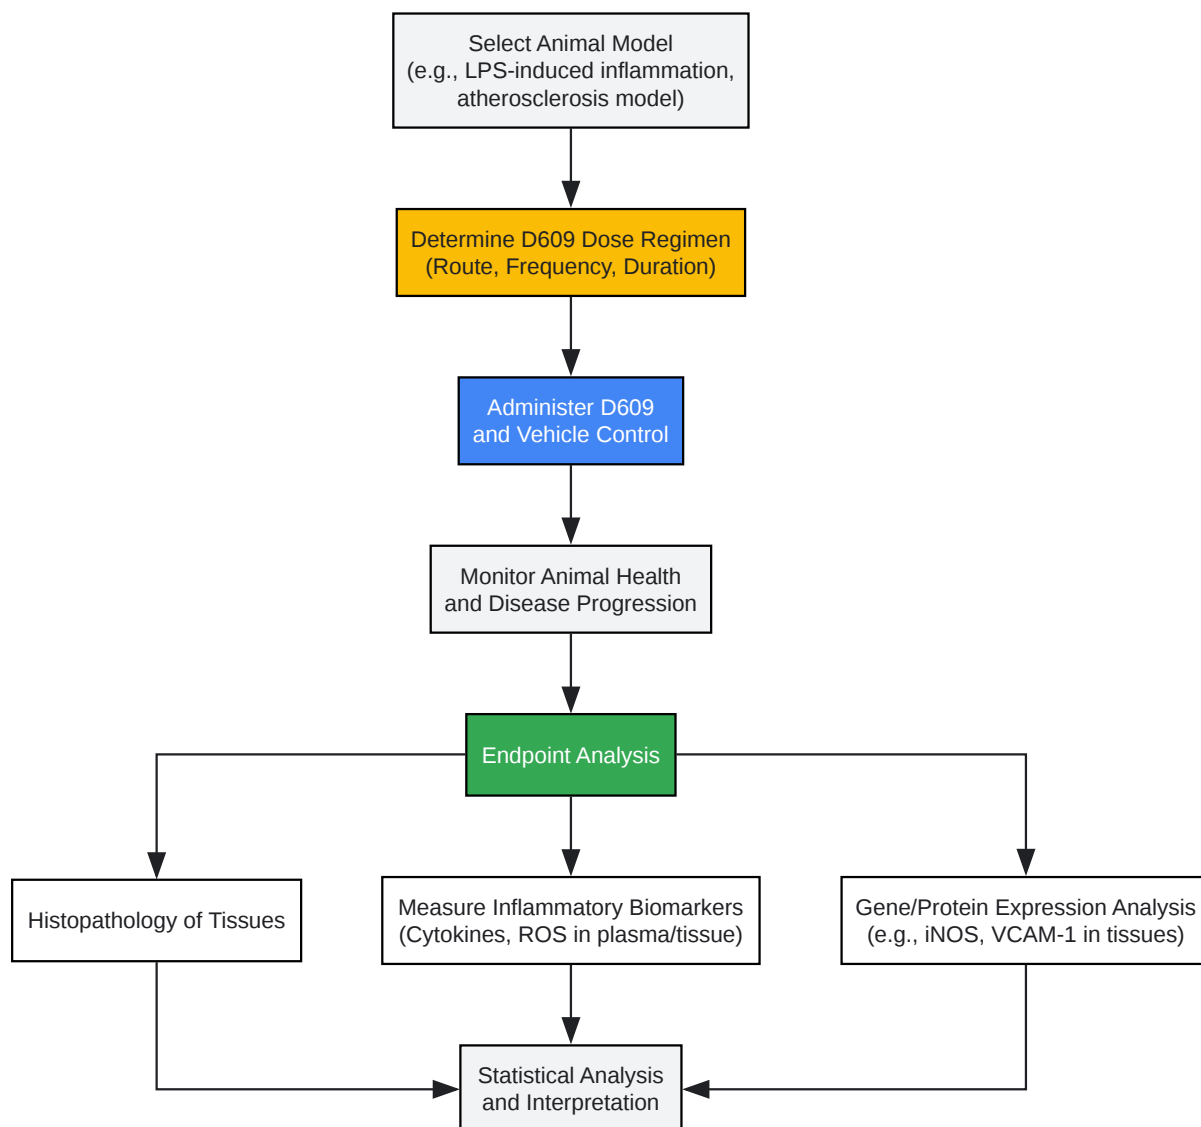 Select Animal Model
(e.g., LPS-induced inflammation,
atherosclerosis model)
Determine D609 Dose Regimen
(Route, Frequency, Duration)
Administer D609
and Vehicle Control
Monitor Animal Health
and Disease Progression
Endpoint Analysis
Histopathology of Tissues
Measure Inflammatory Biomarkers
(Cytokines, ROS in plasma/tissue)
Gene/Protein Expression Analysis
(e.g., iNOS, VCAM-1 in tissues)
Statistical Analysis
and Interpretation